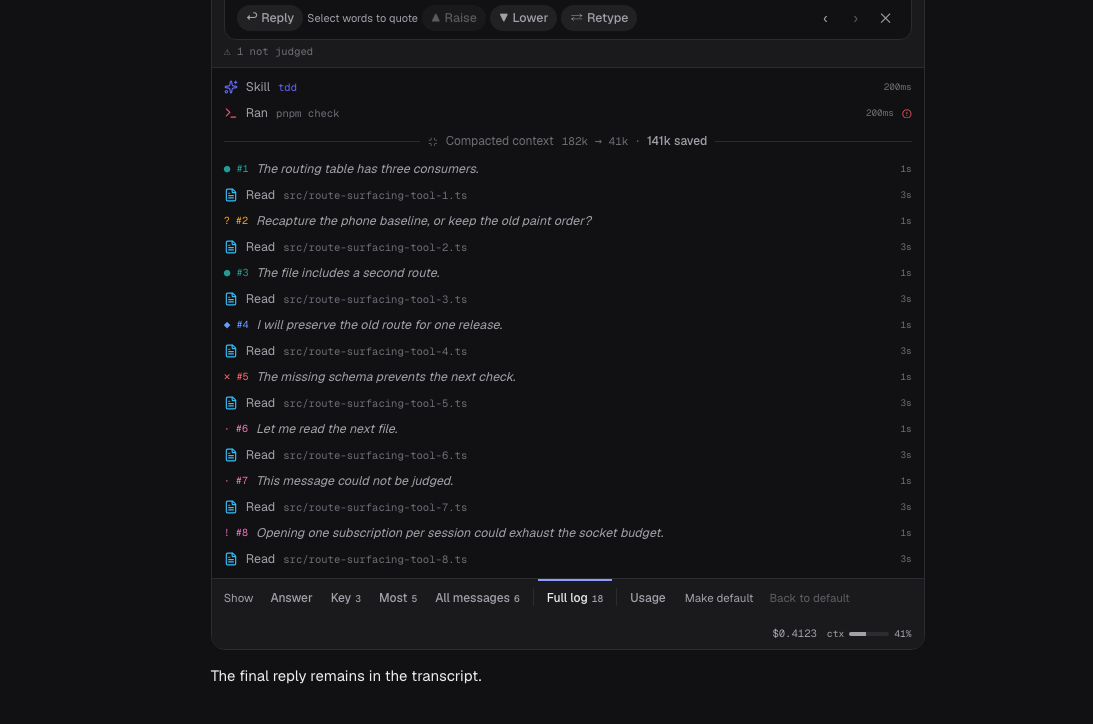 ↩ Reply Select words to quote ▲ Raise ▼ Lower ⇄ Retype ‹ › ✕
⚠ 1 not judged
Skill tdd 200ms
Ran pnpm check 200ms
Compacted context 182k → 41k · 141k saved
● #1 The routing table has three consumers. 1s
Read src/route-surfacing-tool-1.ts 3s
? #2 Recapture the phone baseline, or keep the old paint order? 1s
Read src/route-surfacing-tool-2.ts 3s
● #3 The file includes a second route. 1s
Read src/route-surfacing-tool-3.ts 3s
◆ #4 I will preserve the old route for one release. 1s
Read src/route-surfacing-tool-4.ts 3s
✕ #5 The missing schema prevents the next check. 1s
Read src/route-surfacing-tool-5.ts 3s
· #6 Let me read the next file. 1s
Read src/route-surfacing-tool-6.ts 3s
· #7 This message could not be judged. 1s
Read src/route-surfacing-tool-7.ts 3s
! #8 Opening one subscription per session could exhaust the socket budget. 1s
Read src/route-surfacing-tool-8.ts 3s
Show Answer Key 3 Most 5 All messages 6 Full log 18 Usage Make default Back to default
$0.4123 ctx 41%
The final reply remains in the transcript.